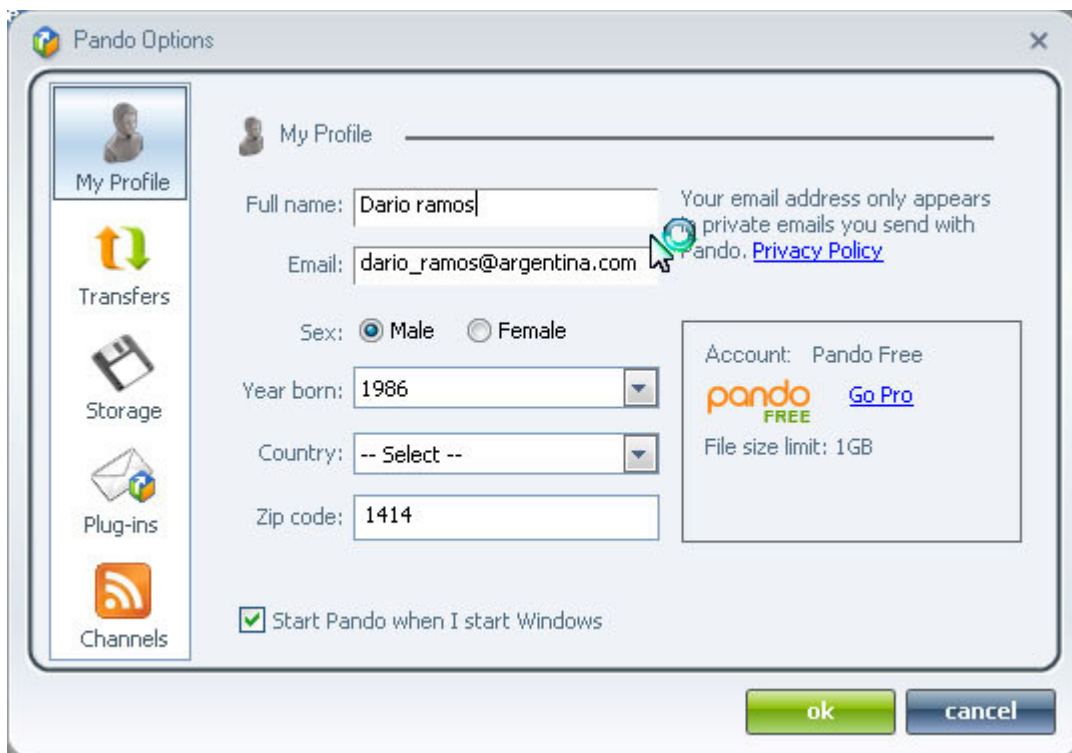 Pando Options
My Profile
Transfers
Storage
Plug-ins
Channels
My Profile
Full name: Dario ramos
Email: dario_ramos@argentina.com
Your email address only appears
private emails you send with
Pando. Privacy Policy
Sex: Male Female
Year born: 1986
Country: -- Select --
Zip code: 1414
Account: Pando Free
pando Go Pro
FREE
File size limit: 1GB
Start Pando when I start Windows
ok cancel